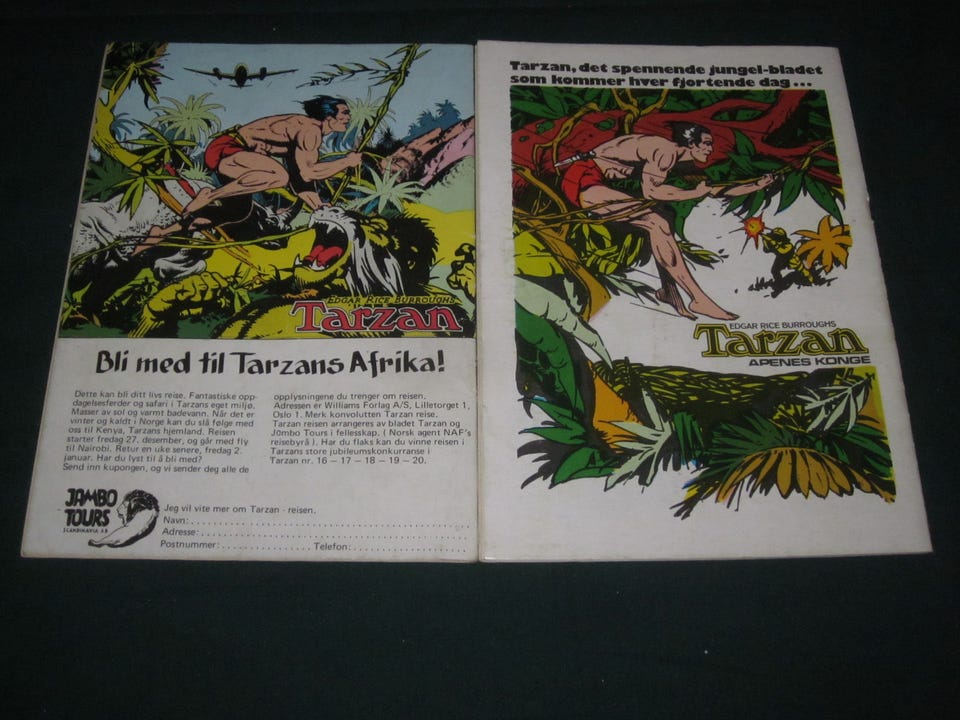 EDGAR RICE BURROUGHS
Tarzan
Bli med til Tarzans Afrika!
Dette kan bli ditt livs reise. Fantastiske opp-
dagelsesferder og safari i Tarzans eget miljø.
Masser av sol og varmt badevann. Når det er
vinter og kaldt i Norge kan du slå følge med
oss til Kenya, Tarzans hjemland. Reisen
starter fredag 27. desember, og går med fly
til Nairobi. Retur en uke senere, fredag 2.
januar. Har du lyst til å bli med?
Send inn kupongen, og vi sender deg alle de
opplysningene du trenger om reisen.
Adressen er Williams Forlag A/S, Lilletorget 1,
Oslo 1. Merk konvolutten Tarzan reise.
Tarzan reisen arrangeres av bladet Tarzan og
Jømbo Tours i fellesskap. ( Norsk agent NAF's
reisebyrå ). Har du flaks kan du vinne reisen i
Tarzans store jubileumskonkurranse i
Tarzan nr. 16 – 17 – 18 – 19 – 20.
JAMBO
TOURS
SCANDINAVIA AB
Jeg vil vite mer om Tarzan - reisen.
Navn:
Adresse:
Postnummer: Telefon:
Tarzan, det spennende jungel-bladet
som kommer hver fjortende dag ...
EDGAR RICE BURROUGHS
Tarzan
APENES KONGE